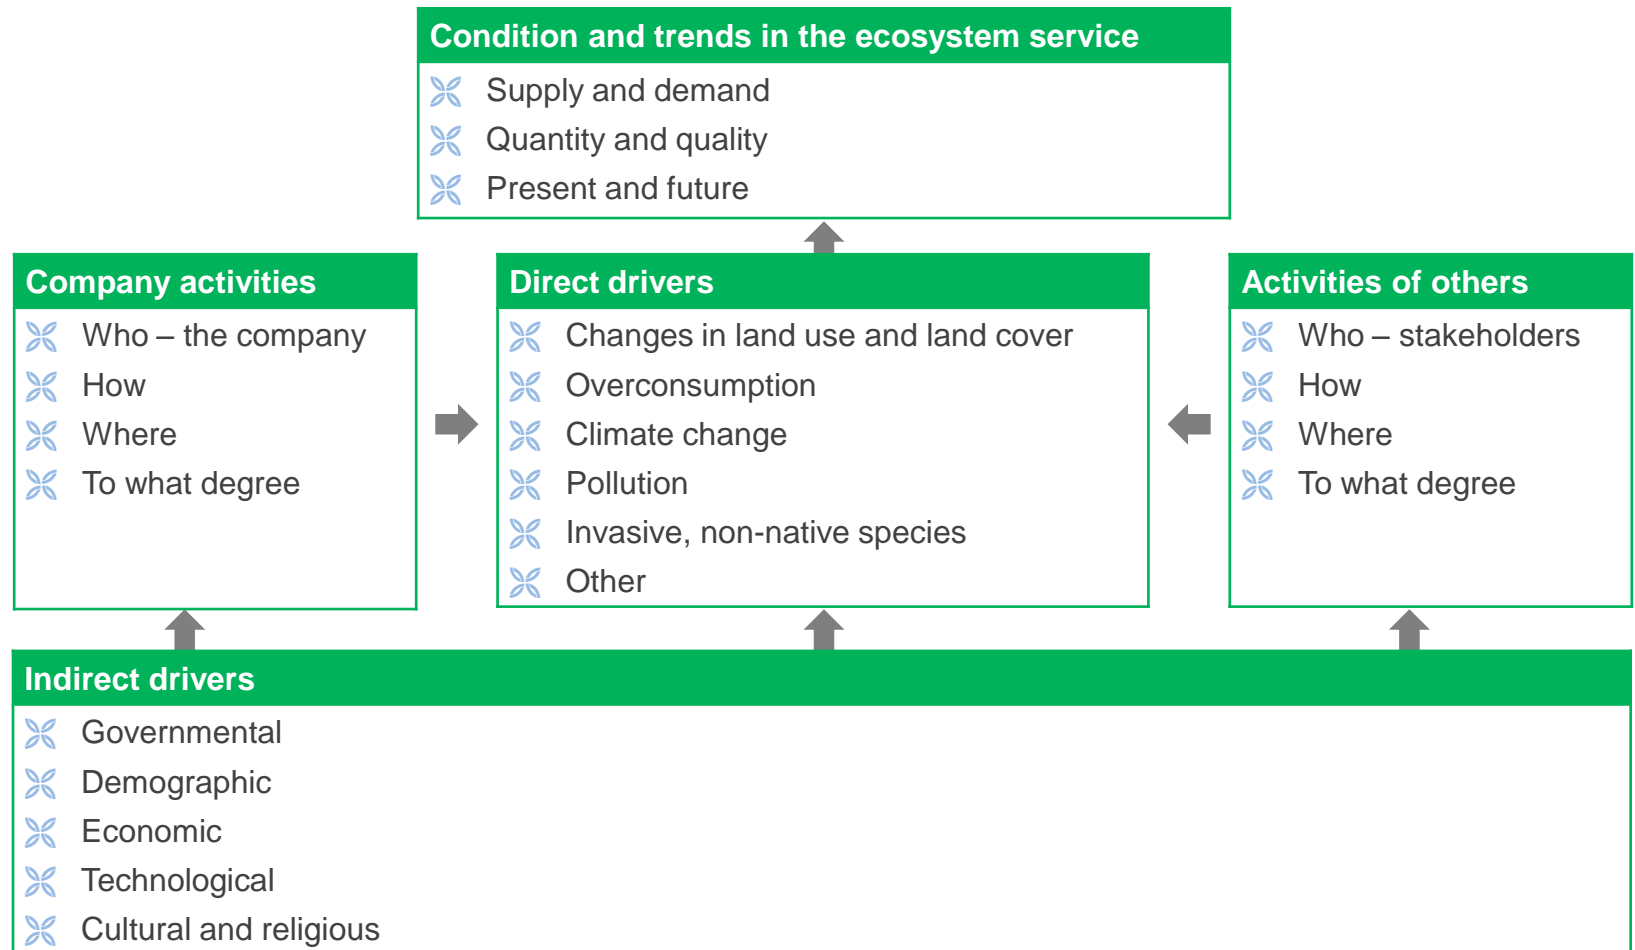 Condition and trends in the ecosystem service
Supply and demand
Quantity and quality
Present and future
Company activities
Who – the company
How
Where
To what degree
Direct drivers
Changes in land use and land cover
Overconsumption
Climate change
Pollution
Invasive, non-native species
Other
Activities of others
Who – stakeholders
How
Where
To what degree
Indirect drivers
Governmental
Demographic
Economic
Technological
Cultural and religious